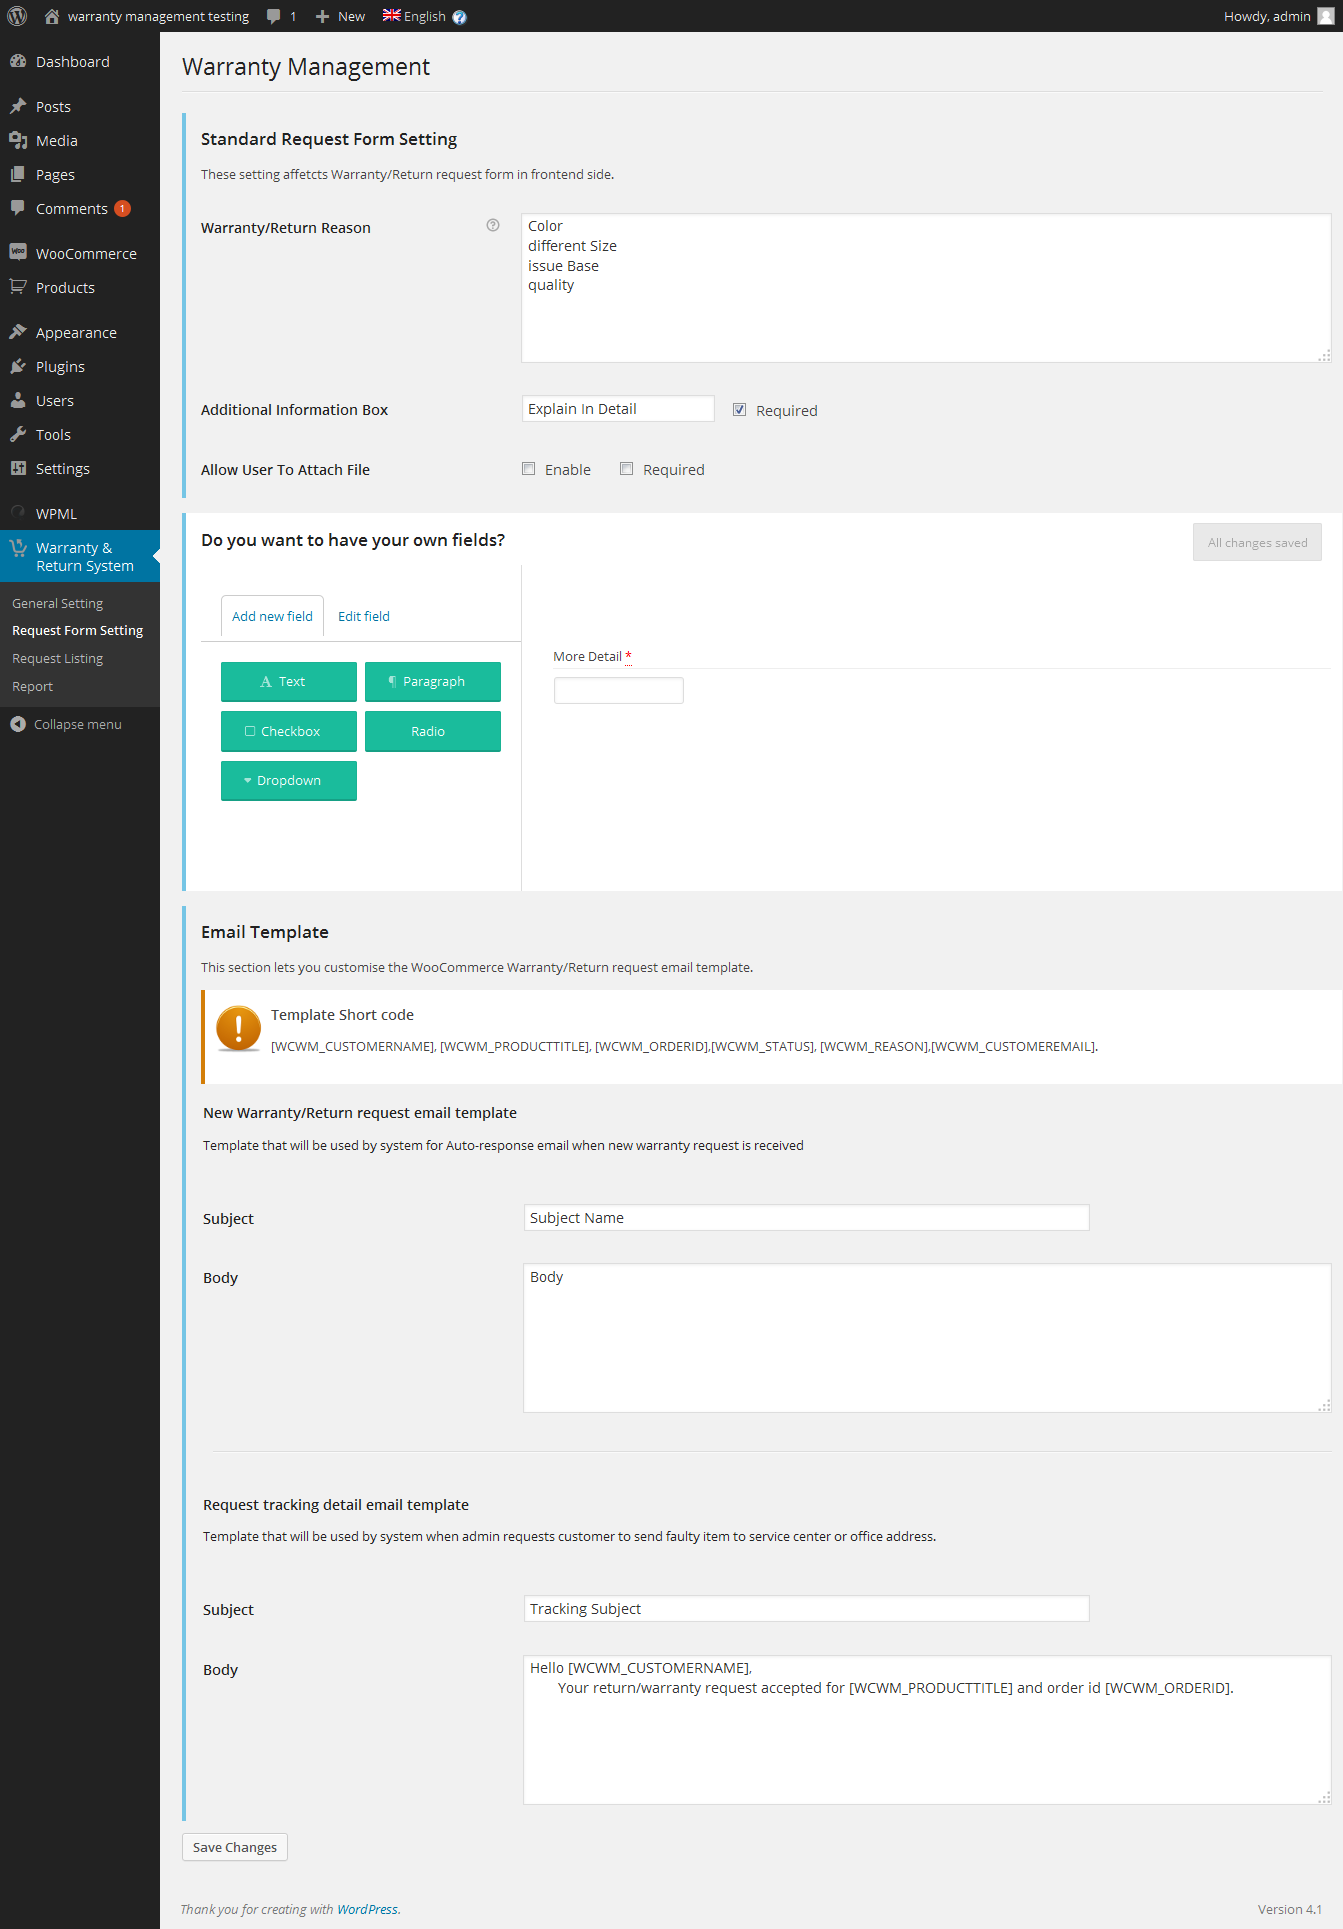 warranty management testing 1 New English ? Howdy, admin
Dashboard
Posts
Media
Pages
Comments 1
WooCommerce
Products
Appearance
Plugins
Users
Tools
Settings
WPML
Warranty &
Return System
General Setting
Request Form Setting
Request Listing
Report
Collapse menu
Warranty Management
Standard Request Form Setting
These setting affetcts Warranty/Return request form in frontend side.
Warranty/Return Reason ?
Color
different Size
issue Base
quality
Additional Information Box Explain In Detail Required
Allow User To Attach File Enable Required
Do you want to have your own fields? All changes saved
Add new field Edit field
A Text ¶ Paragraph
Checkbox Radio
Dropdown
More Detail *
Email Template
This section lets you customise the WooCommerce Warranty/Return request email template.
Template Short code
[WCWM_CUSTOMERNAME], [WCWM_PRODUCTTITLE], [WCWM_ORDERID],[WCWM_STATUS], [WCWM_REASON],[WCWM_CUSTOMEREMAIL].
New Warranty/Return request email template
Template that will be used by system for Auto-response email when new warranty request is received
Subject Subject Name
Body Body
Request tracking detail email template
Template that will be used by system when admin requests customer to send faulty item to service center or office address.
Subject Tracking Subject
Body Hello [WCWM_CUSTOMERNAME],
Your return/warranty request accepted for [WCWM_PRODUCTTITLE] and order id [WCWM_ORDERID].
Save Changes
Thank you for creating with WordPress. Version 4.1